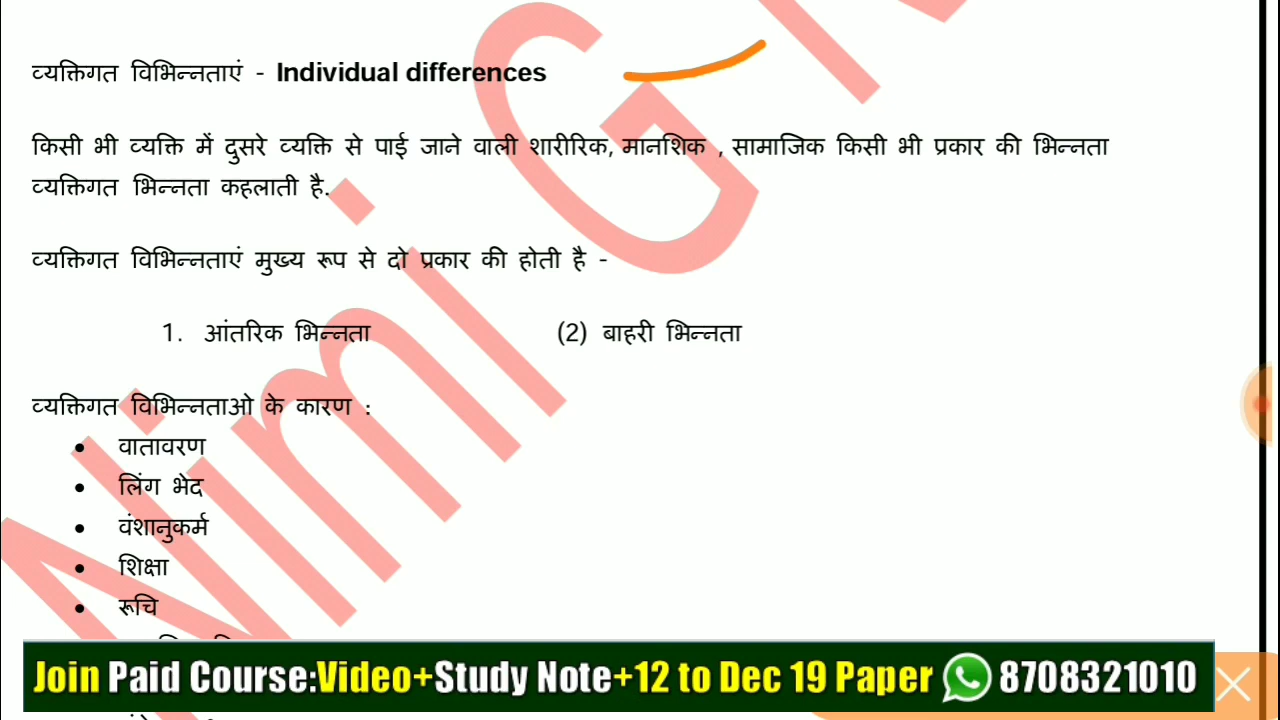 व्यक्तिगत विभिन्नताएं - Individual differences
किसी भी व्यक्ति में दुसरे व्यक्ति से पाई जाने वाली शारीरिक, मानशिक , सामाजिक किसी भी प्रकार की भिन्नता
व्यक्तिगत भिन्नता कहलाती है.
व्यक्तिगत विभिन्नताएं मुख्य रूप से दो प्रकार की होती है -
1. आंतरिक भिन्नता (2) बाहरी भिन्नता
व्यक्तिगत विभिन्नताओ के कारण :
• वातावरण
• लिंग भेद
• वंशानुकर्म
• शिक्षा
• रूचि
Join Paid Course:Video+Study Note+12 to Dec 19 Paper 8708321010
Nimi G